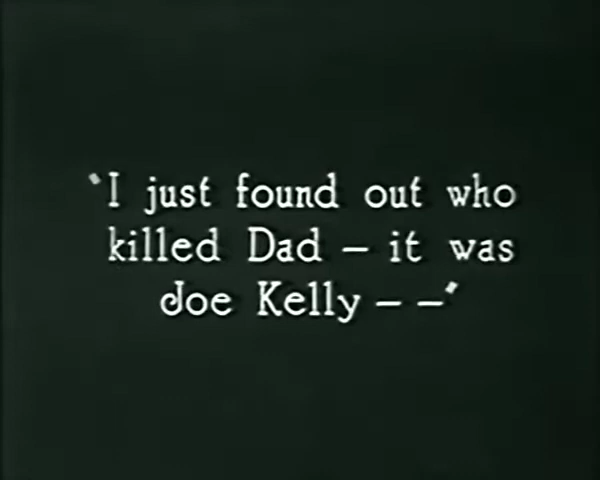 "I just found out who
killed Dad – it was
Joe Kelly – –"